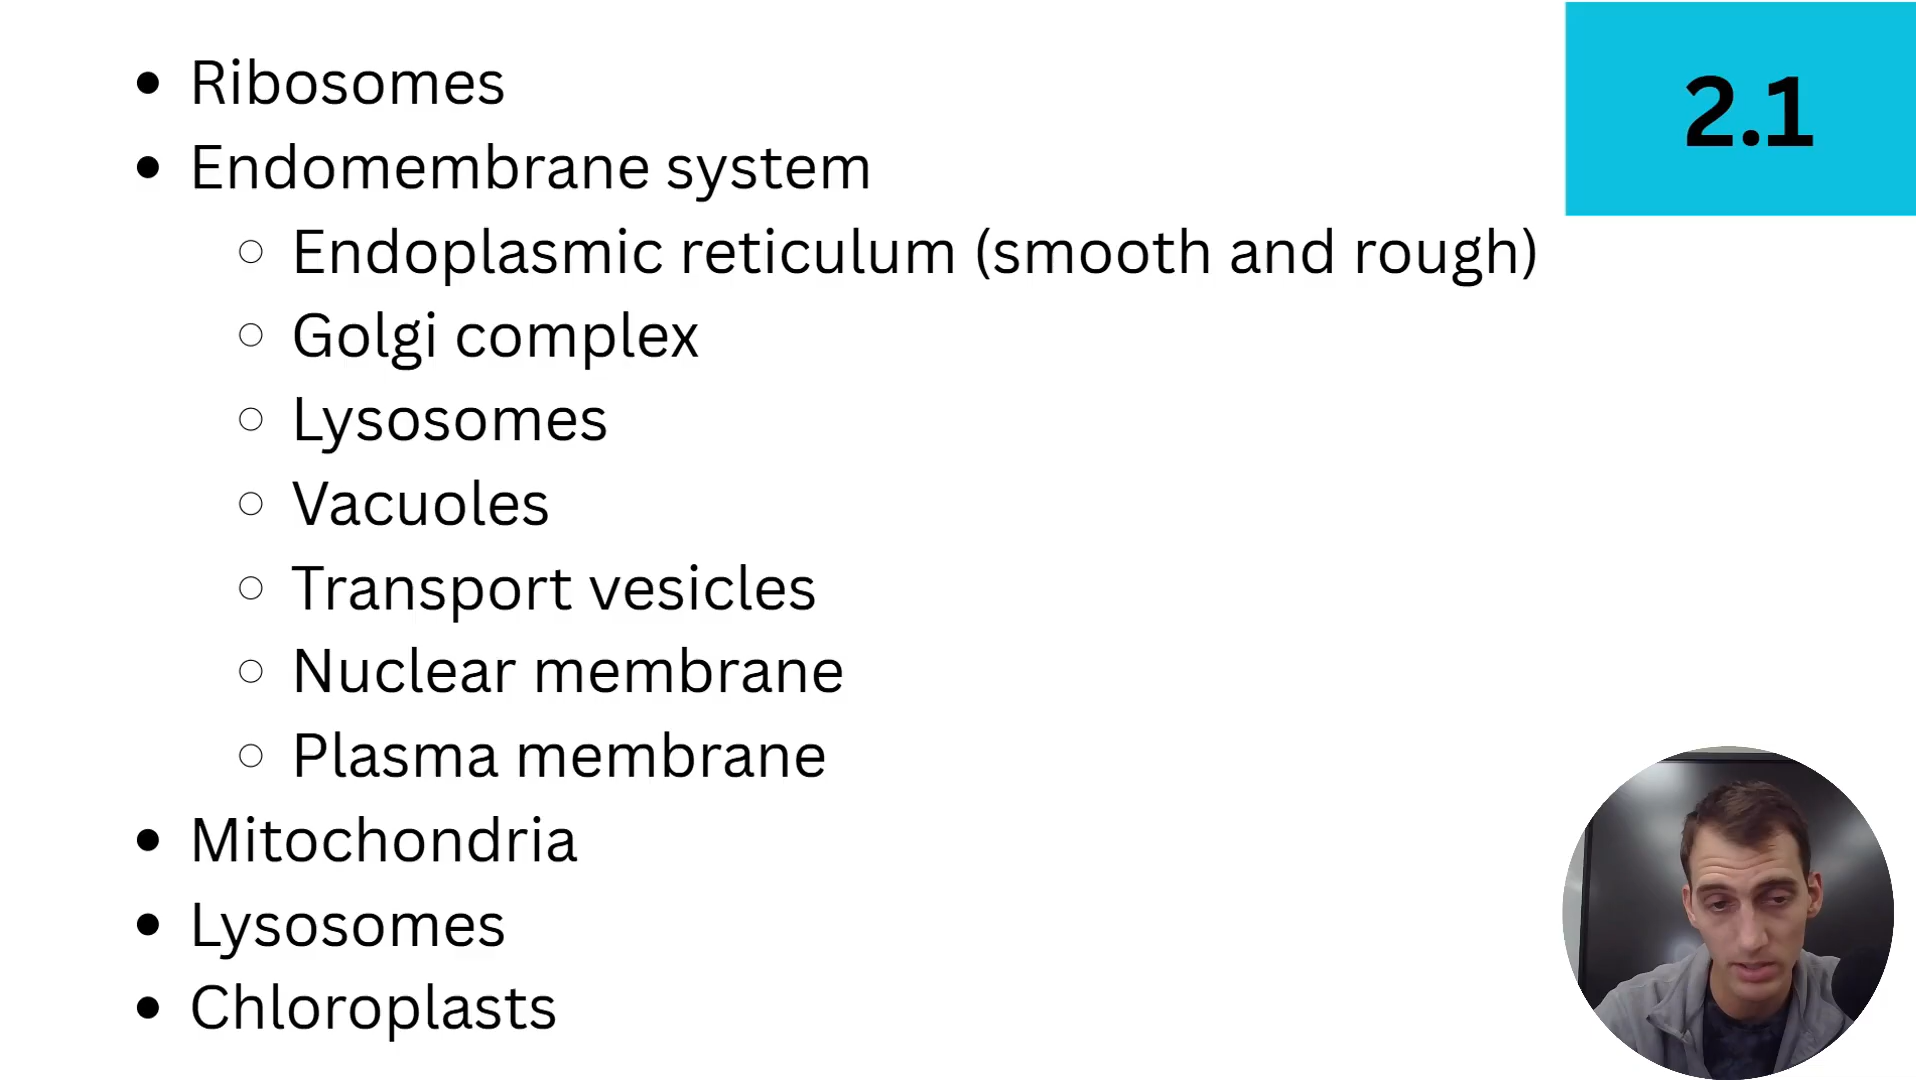 2.1
Ribosomes
Endomembrane system
Endoplasmic reticulum (smooth and rough)
Golgi complex
Lysosomes
Vacuoles
Transport vesicles
Nuclear membrane
Plasma membrane
Mitochondria
Lysosomes
Chloroplasts